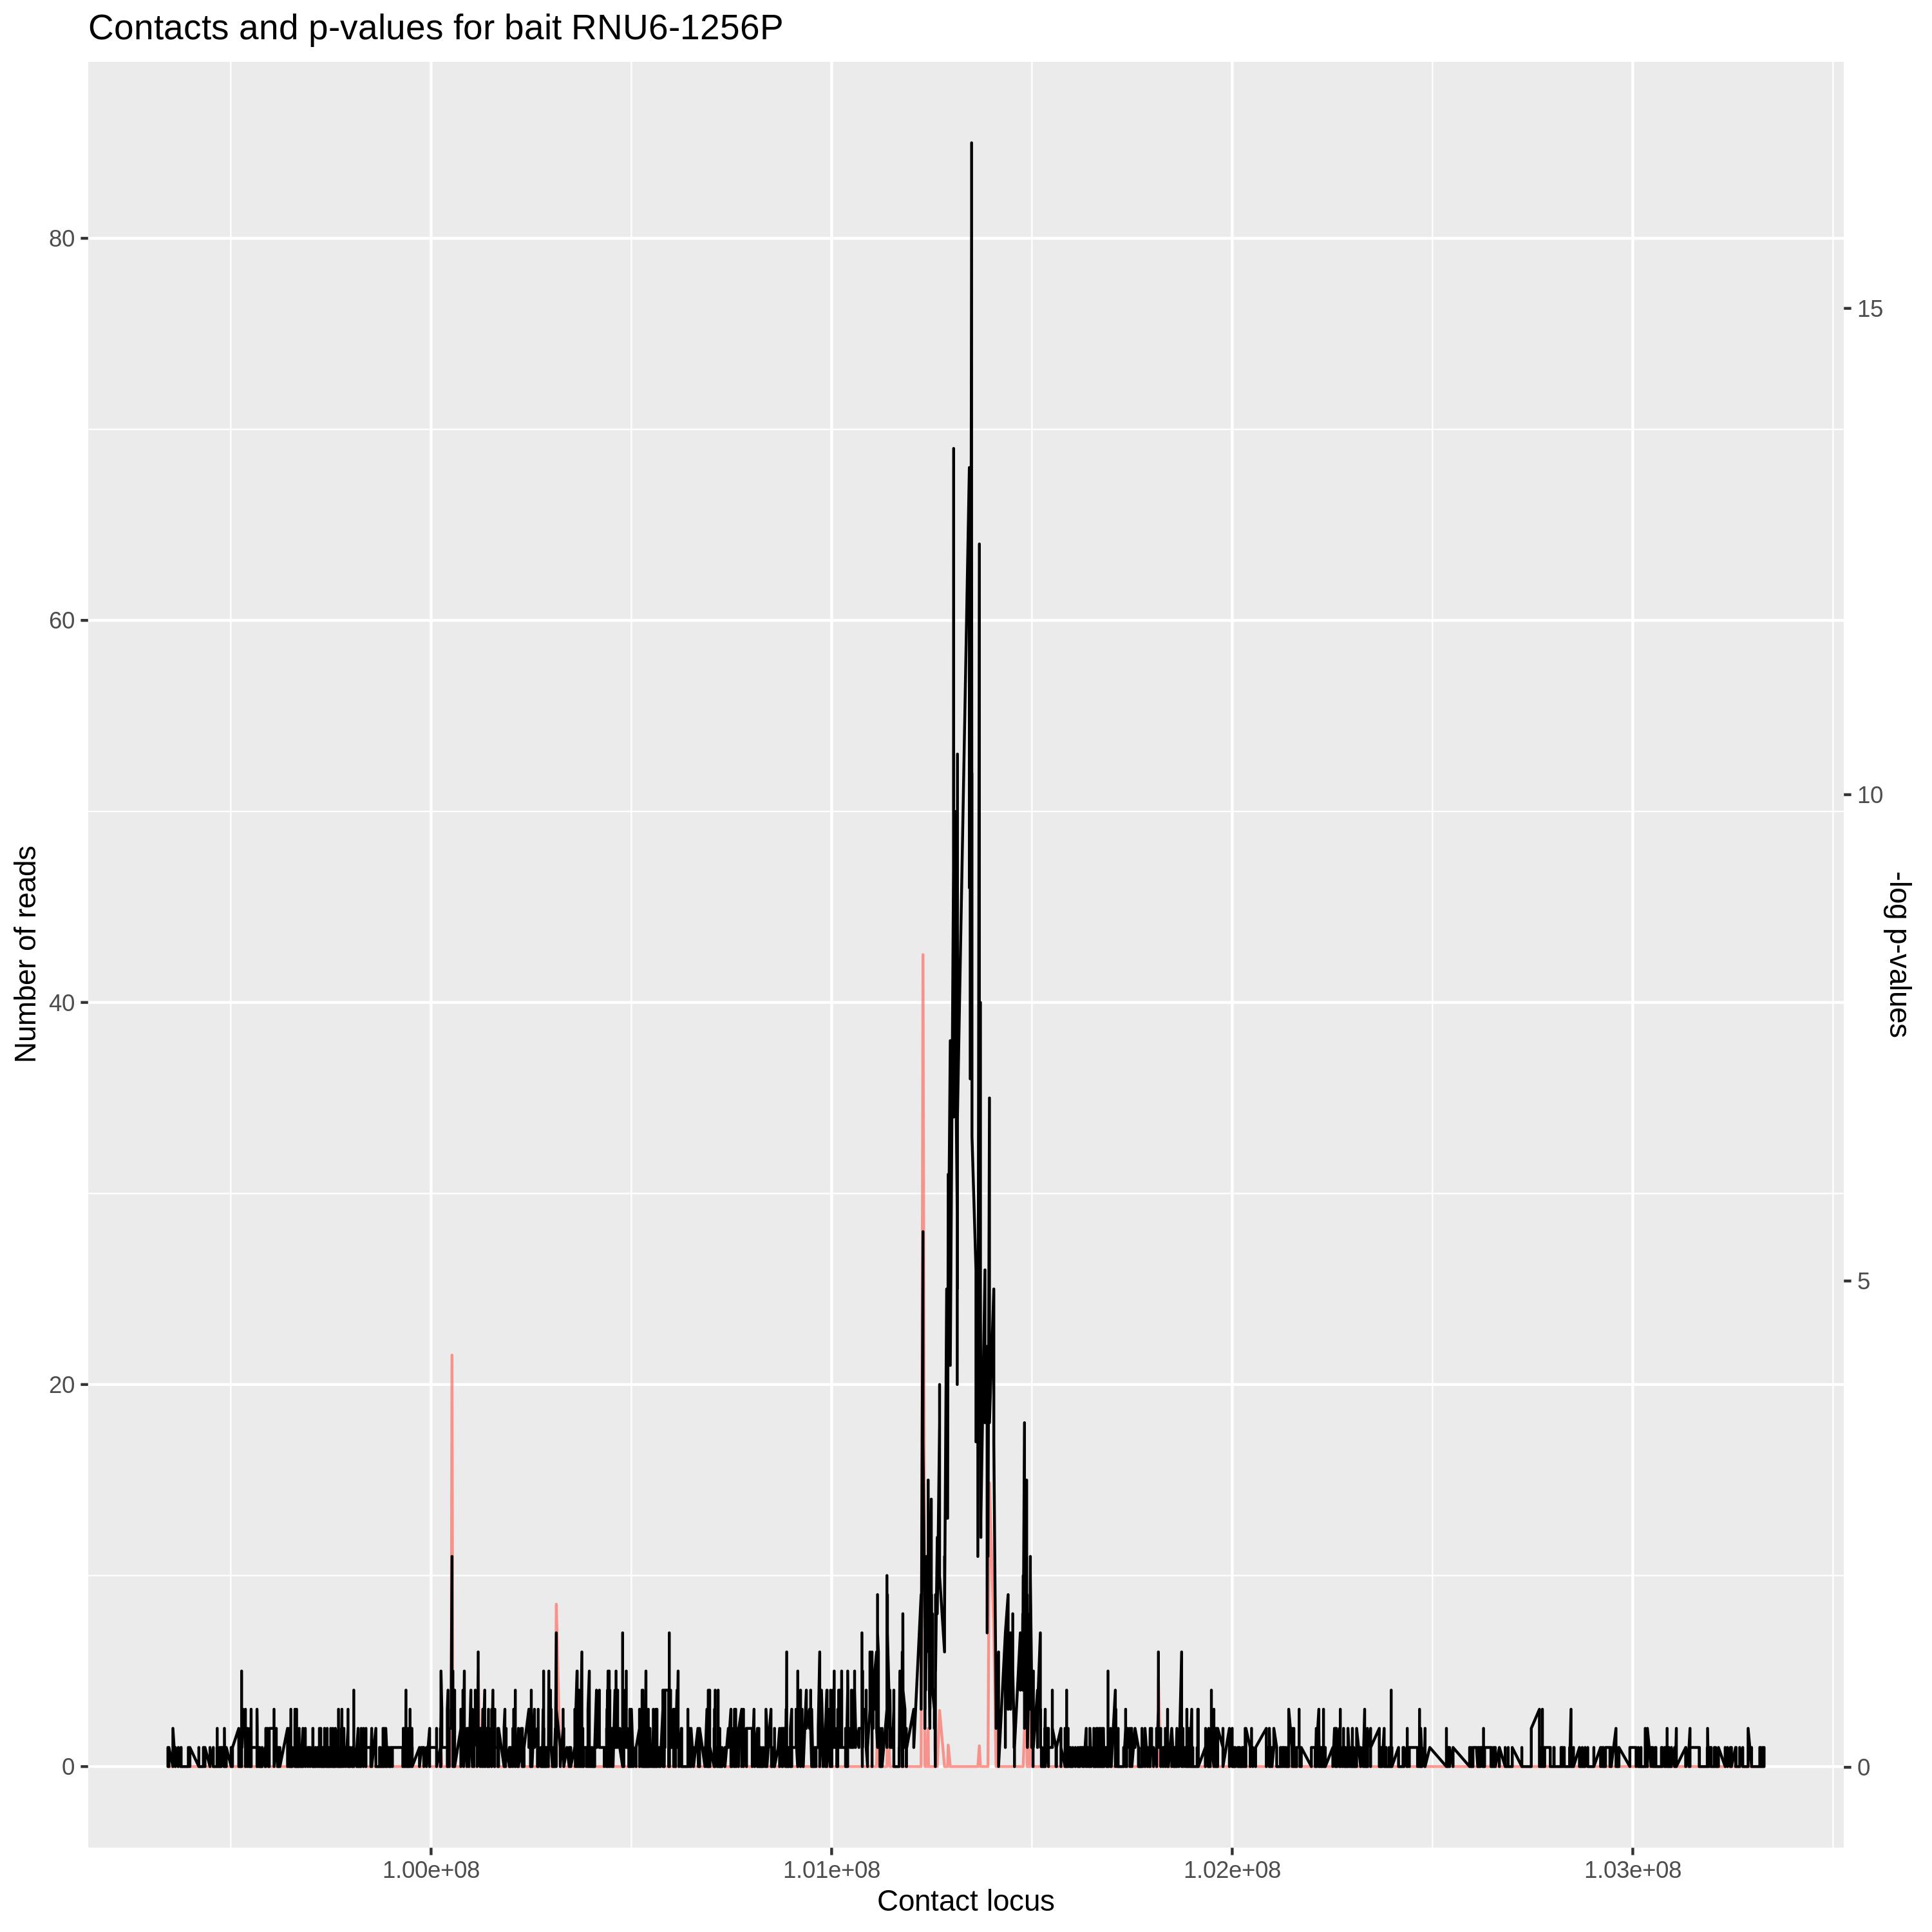 Contacts and p-values for bait RNU6-1256P
80
60
40
20
0
Number of reads
15
10
5
0
-log p-values
1.00e+08
1.01e+08
1.02e+08
1.03e+08
Contact locus